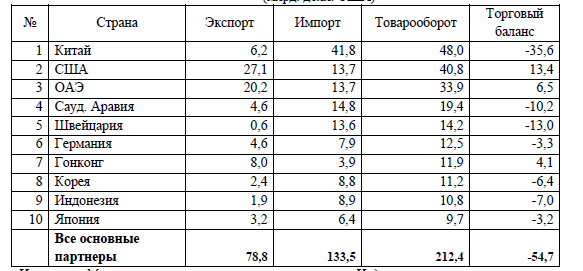 № Страна Экспорт Импорт Товарооборот Торговый баланс
1 Китай 6,2 41,8 48,0 -35,6
2 США 27,1 13,7 40,8 13,4
3 ОАЭ 20,2 13,7 33,9 6,5
4 Сауд. Аравия 4,6 14,8 19,4 -10,2
5 Швейцария 0,6 13,6 14,2 -13,0
6 Германия 4,6 7,9 12,5 -3,3
7 Гонконг 8,0 3,9 11,9 4,1
8 Корея 2,4 8,8 11,2 -6,4
9 Индонезия 1,9 8,9 10,8 -7,0
10 Япония 3,2 6,4 9,7 -3,2
Все основные
партнеры 78,8 133,5 212,4 -54,7